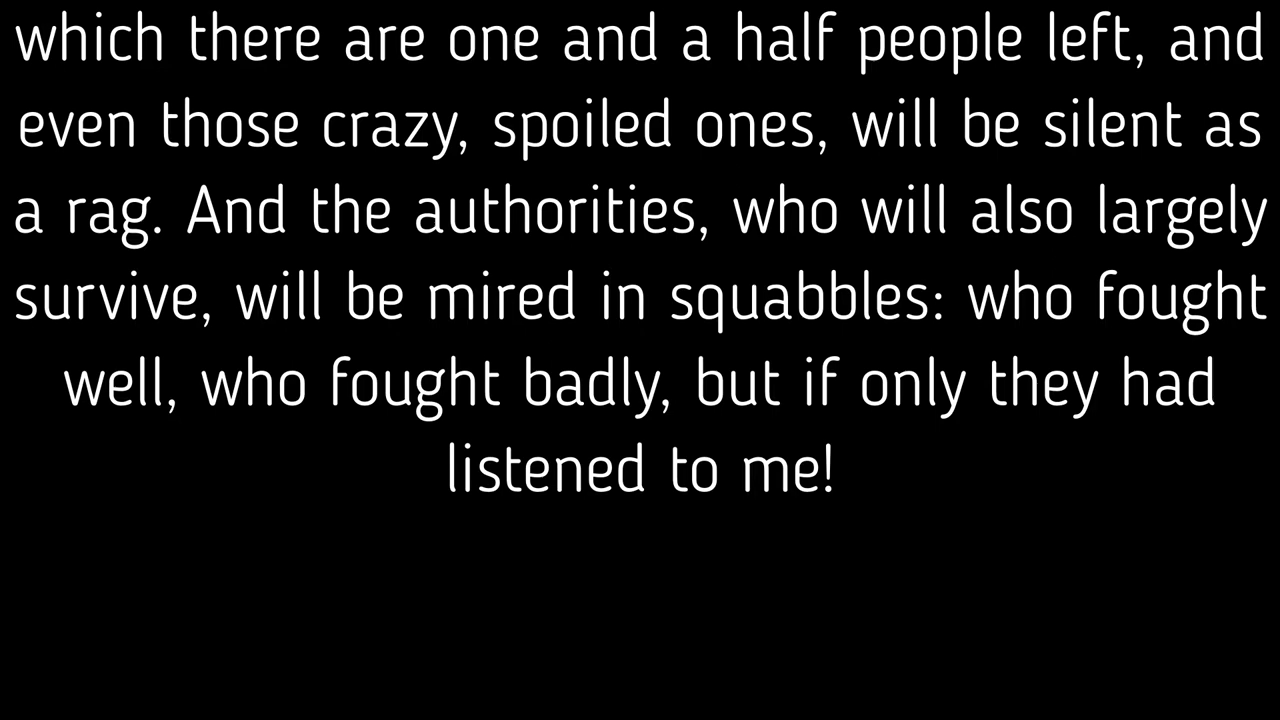 which there are one and a half people left, and
even those crazy, spoiled ones, will be silent as
a rag. And the authorities, who will also largely
survive, will be mired in squabbles: who fought
well, who fought badly, but if only they had
listened to me!